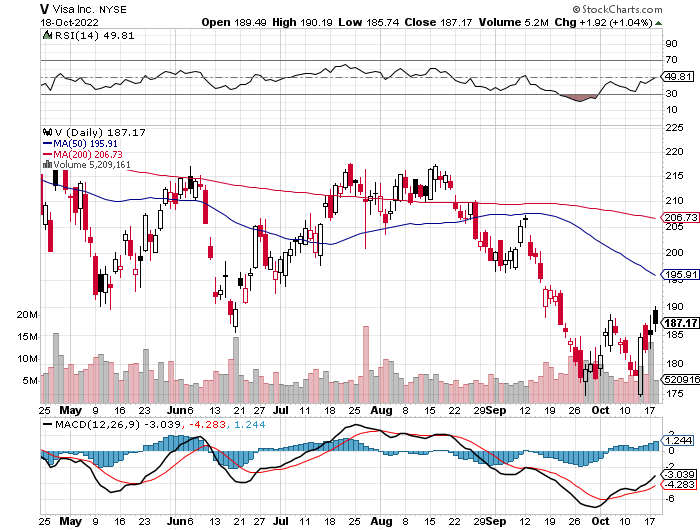 V Visa Inc. NYSE © StockCharts.com
18-Oct-2022 Open 189.49 High 190.19 Low 185.74 Close 187.17 Volume 5.2M Chg +1.92 (+1.04%)
RSI(14) 49.81
90
70
49.81
30
10
V (Daily) 187.17
MA(50) 195.91
MA(200) 206.73
Volume 5,209,161
225
220
215
210
206.73
205
200
195.91
195
190
187.17
185
180
520916
175
20M
15M
10M
5M
25 May 9 16 23 Jun 6 13 21 27 Jul 11 18 25 Aug 8 15 22 29 Sep 12 19 26 Oct 10 17
MACD(12,26,9) -3.039, -4.283, 1.244
2
1.244
0
-2
-3.039
-4.283
-6
25 May 9 16 23 Jun 6 13 21 27 Jul 11 18 25 Aug 8 15 22 29 Sep 12 19 26 Oct 10 17